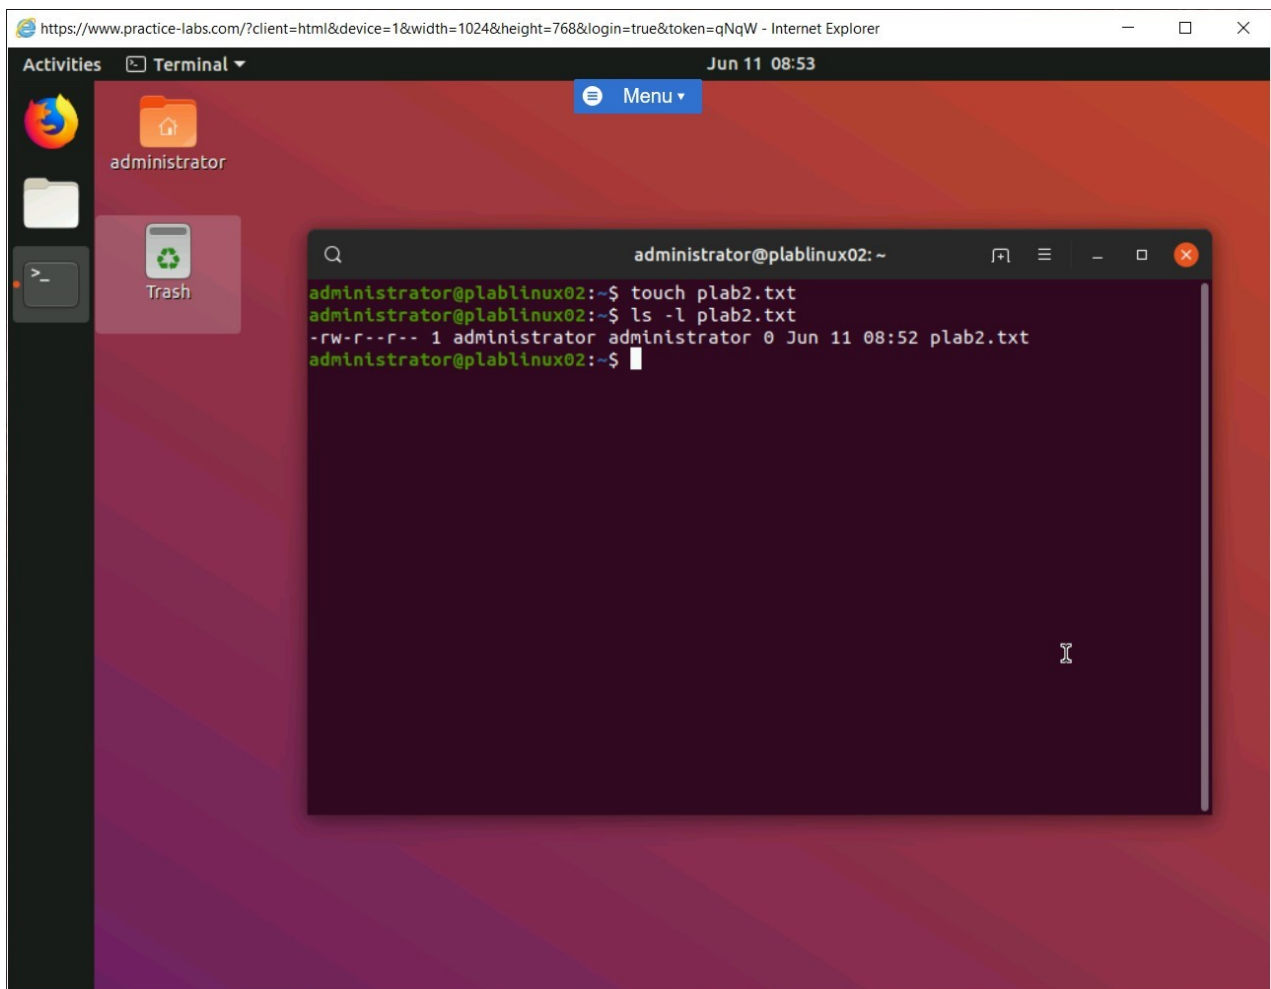 https://www.practice-labs.com/?client=html&device=1&width=1024&height=768&login=true&token=qNqW - Internet Explorer
Activities Terminal Jun 11 08:53
Menu
administrator
Trash
administrator@plablinux02: ~
administrator@plablinux02:~$ touch plab2.txt
administrator@plablinux02:~$ ls -l plab2.txt
-rw-r--r-- 1 administrator administrator 0 Jun 11 08:52 plab2.txt
administrator@plablinux02:~$